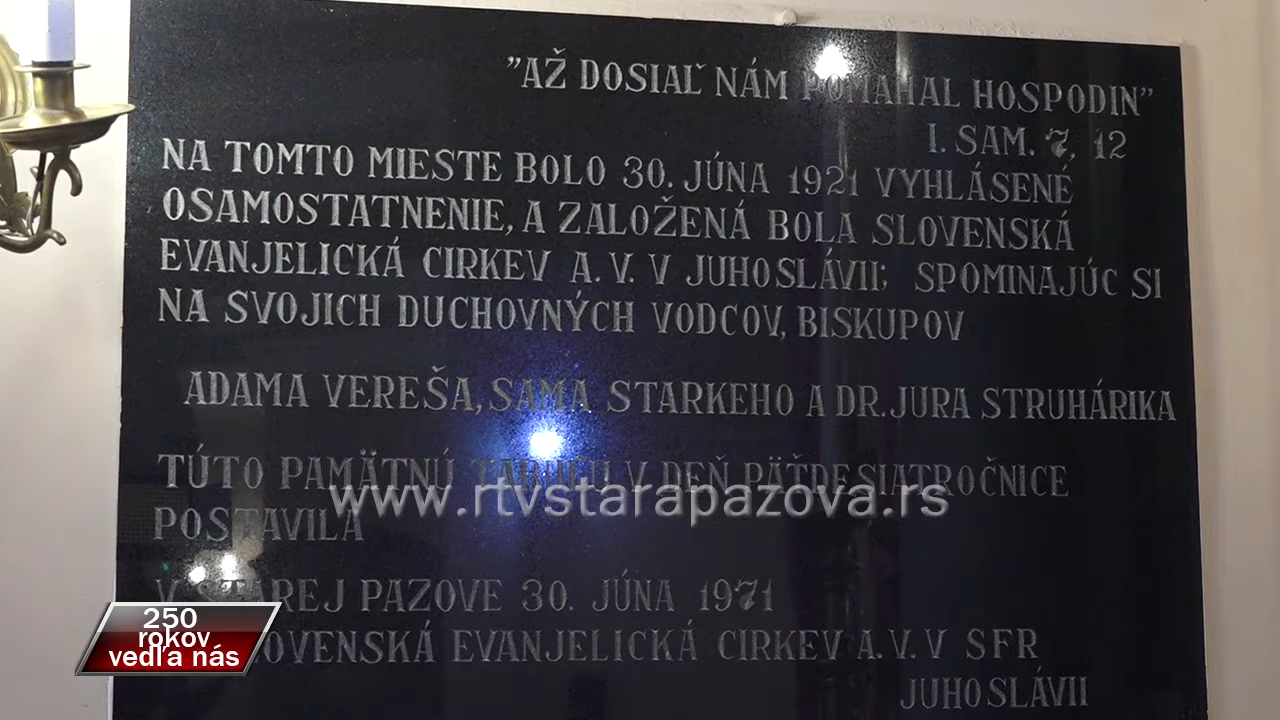 "AŽ DOSIAĽ NÁM POMÁHAL HOSPODIN"
I. SAM. 7, 12
NA TOMTO MIESTE BOLO 30. JÚNA 1921 VYHLÁSENÉ
OSAMOSTATNENIE, A ZALOŽENÁ BOLA SLOVENSKÁ
EVANJELICKÁ CIRKEV A. V. V JUHOSLÁVII; SPOMINAJÚC SI
NA SVOJICH DUCHOVNÝCH VODCOV, BISKUPOV
ADAMA VEREŠA, SAMA STARKEHO A DR. JURA STRUHÁRIKA
TÚTO PAMÄTNÚ TABUĽU V DEŇ PÄŤDESIATROČNICE
www.rtvstarapazova.rs
POSTAVILA
V STAREJ PAZOVE 30. JÚNA 1971
SLOVENSKÁ EVANJELICKÁ CIRKEV A. V. V SFR
JUHOSLÁVII
250
rokov
vedľa nás